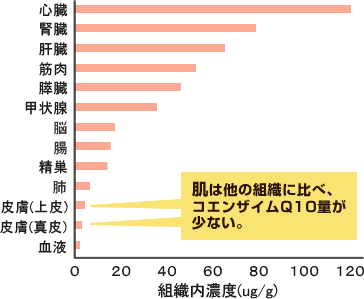 心臓
腎臓
肝臓
筋肉
膵臓
甲状腺
脳
腸
精巣
肺
皮膚(上皮)
皮膚(真皮)
血液
肌は他の組織に比べ、
コエンザイムQ10量が
少ない。
0 20 40 60 80 100 120
組織内濃度(ug/g)